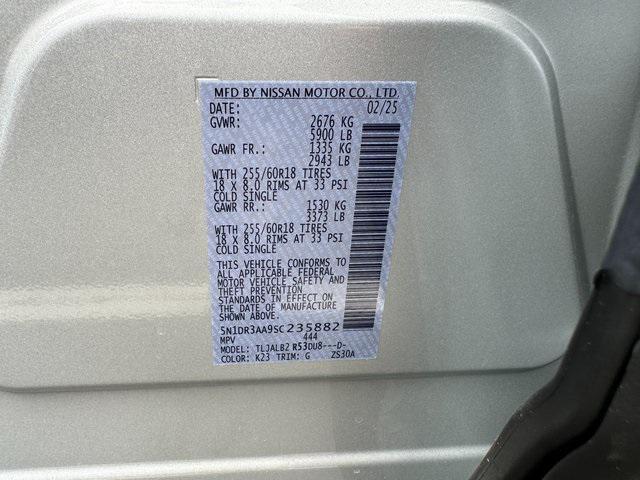 MFD BY NISSAN MOTOR CO., LTD.
DATE: 02/25
GVWR: 2676 KG
5900 LB
GAWR FR.: 1335 KG
2943 LB
WITH 255/60R18 TIRES
18 X 8.0 RIMS AT 33 PSI
COLD SINGLE
GAWR RR.: 1530 KG
3373 LB
WITH 255/60R18 TIRES
18 X 8.0 RIMS AT 33 PSI
COLD SINGLE
THIS VEHICLE CONFORMS TO
ALL APPLICABLE FEDERAL
MOTOR VEHICLE SAFETY AND
THEFT PREVENTION
STANDARDS IN EFFECT ON
THE DATE OF MANUFACTURE
SHOWN ABOVE.
5N1DR3AA9SC235882
MPV 444
MODEL: TLJALB2 R53DU8---D-
COLOR: K23 TRIM: G ZS30A